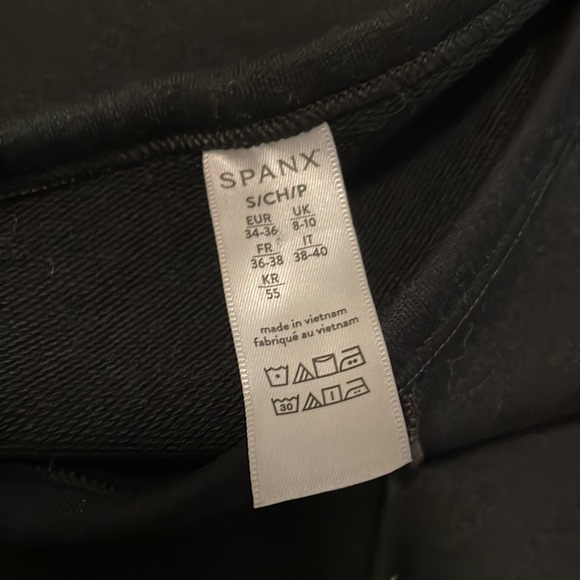 SPANX
S/CH/P
EUR UK
34-36 8-10
FR IT
36-38 38-40
KR
55
made in vietnam
fabriqué au vietnam
30